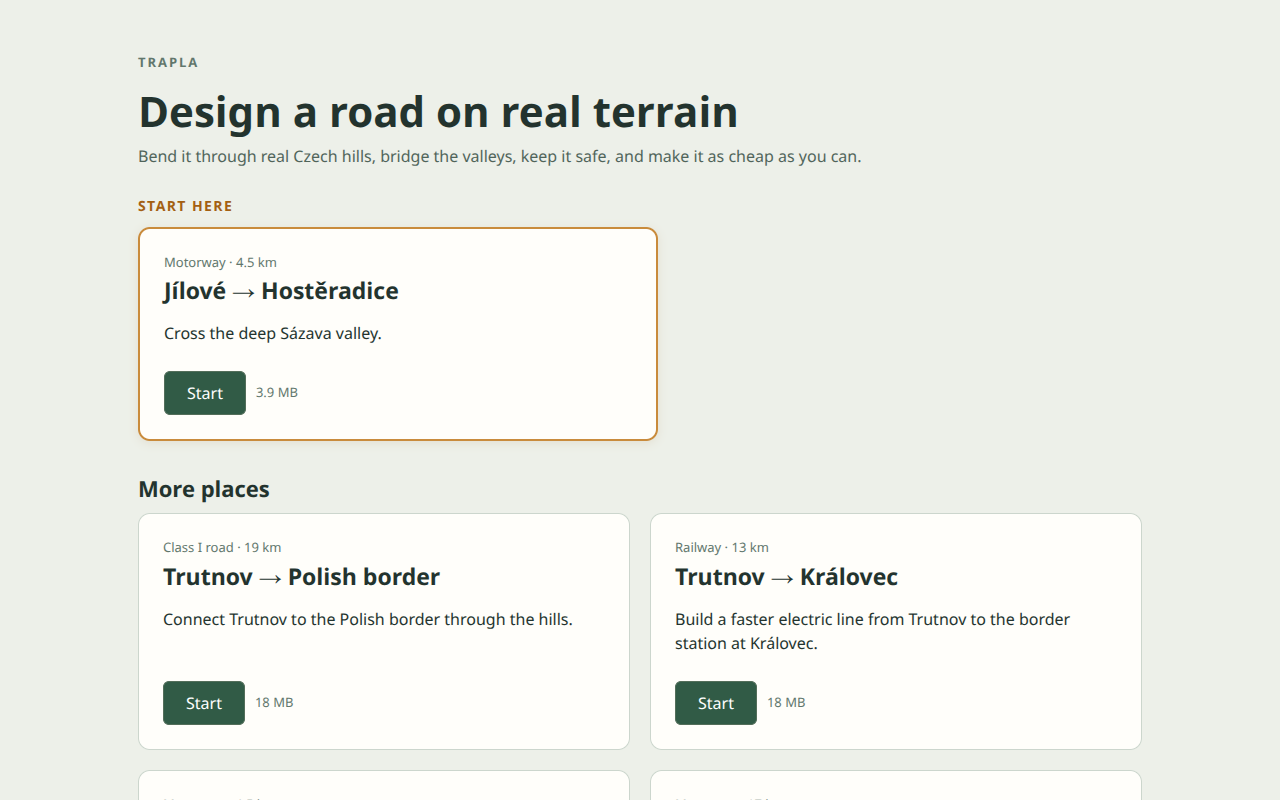 TRAPLA
Design a road on real terrain
Bend it through real Czech hills, bridge the valleys, keep it safe, and make it as cheap as you can.
START HERE
Motorway · 4.5 km
Jílové → Hostěradice
Cross the deep Sázava valley.
Start 3.9 MB
More places
Class I road · 19 km
Trutnov → Polish border
Connect Trutnov to the Polish border through the hills.
Start 18 MB
Railway · 13 km
Trutnov → Královec
Build a faster electric line from Trutnov to the border
station at Královec.
Start 18 MB